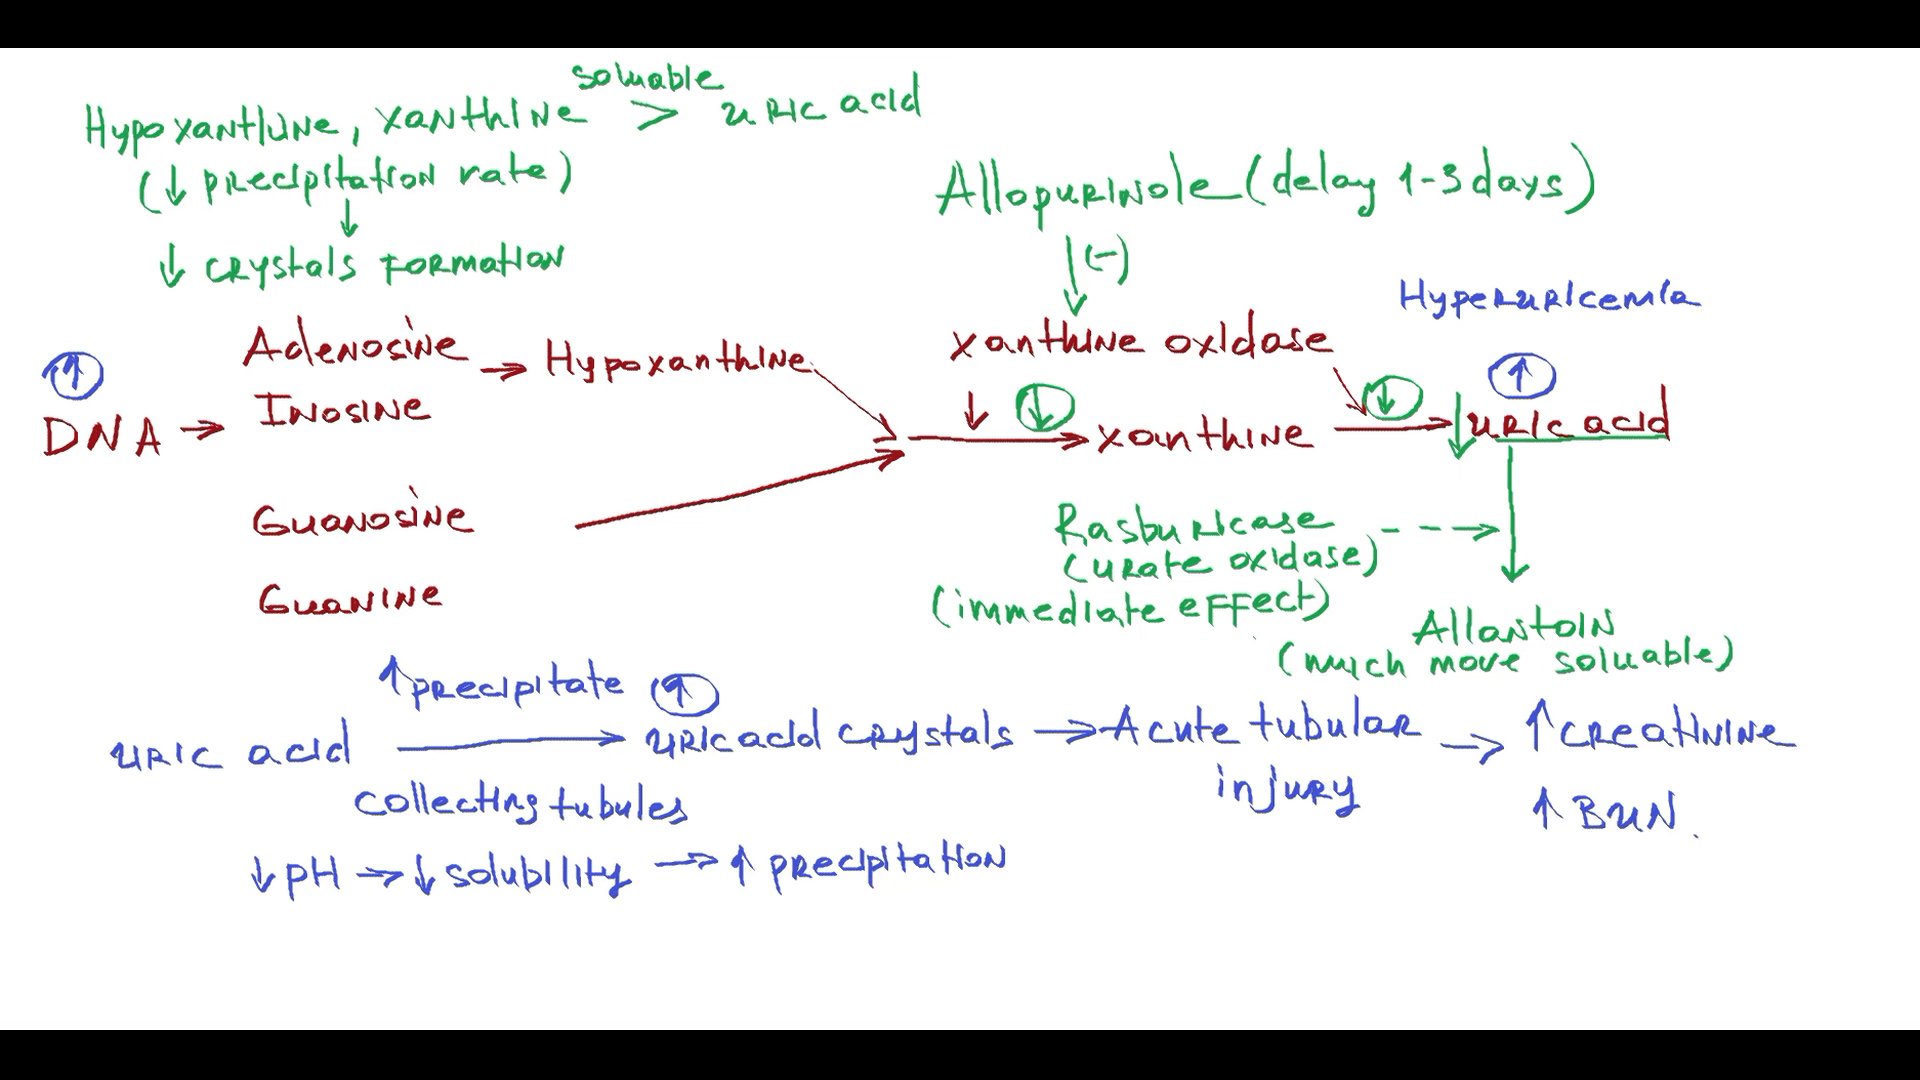 soluable
Hypoxanthine, xanthine > uric acid
(↓ precipitation rate)
↓
↓ crystals formation
Allopurinole (delay 1-3 days)
↓ (-)
Hyperuricemia
xanthine oxidase
↑ Adenosine → Hypoxanthine
Inosine
DNA →
↓ ↓ → xanthine ↓ → ↓ uric acid ↑
Guanosine
Guanine
Rasburicase - - →
(urate oxidase)
(immediate effect)
Allantoin
(much move soluable)
↑ precipitate ↑
uric acid → uric acid crystals → Acute tubular injury → ↑ creatinine
collecting tubules
↑ BUN.
↓ pH → ↓ solubility → ↑ precipitation